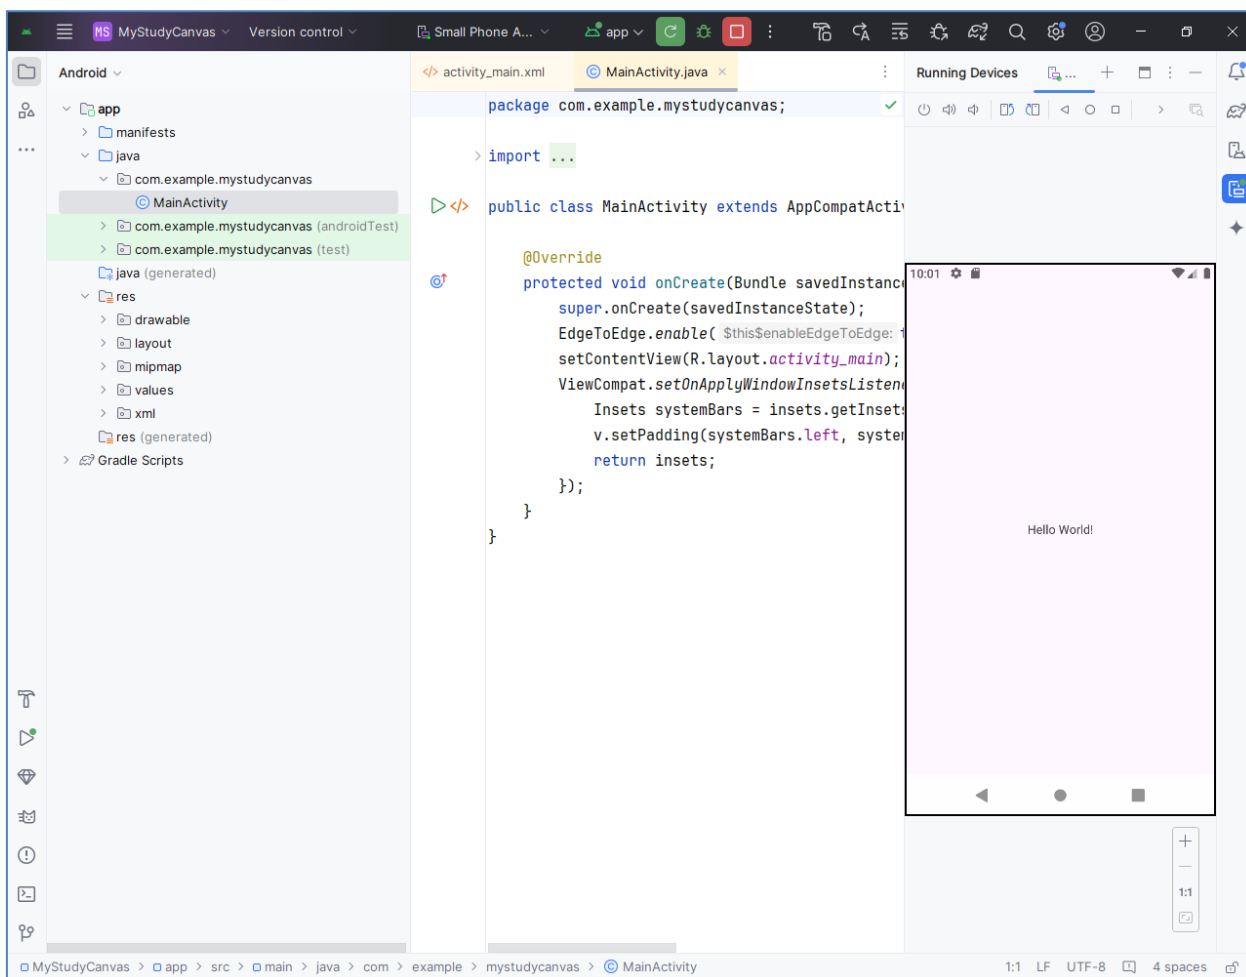 MS MyStudyCanvas Version control Small Phone A... app
Android
app
manifests
java
com.example.mystudycanvas
MainActivity
com.example.mystudycanvas (androidTest)
com.example.mystudycanvas (test)
java (generated)
res
drawable
layout
mipmap
values
xml
res (generated)
Gradle Scripts
activity_main.xml MainActivity.java
package com.example.mystudycanvas;
import ...
public class MainActivity extends AppCompatActiv
@Override
protected void onCreate(Bundle savedInstance
super.onCreate(savedInstanceState);
EdgeToEdge.enable( $this$enableEdgeToEdge: t
setContentView(R.layout.activity_main);
ViewCompat.setOnApplyWindowInsetsListene
Insets systemBars = insets.getInsets
v.setPadding(systemBars.left, system
return insets;
});
}
}
Running Devices ...
10:01
Hello World!
1:1
MyStudyCanvas > app > src > main > java > com > example > mystudycanvas > MainActivity
1:1 LF UTF-8 4 spaces